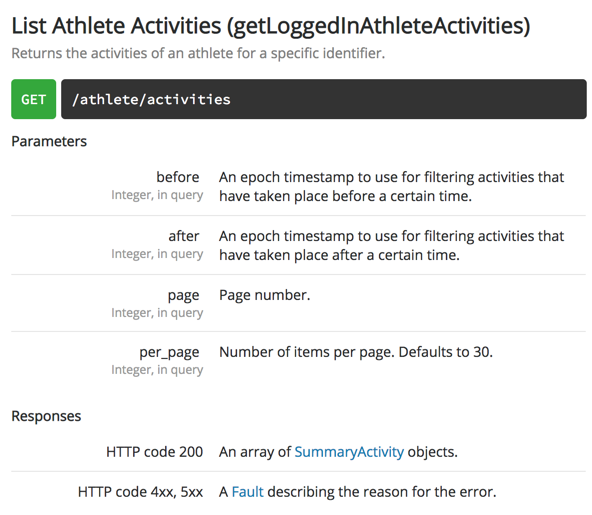 List Athlete Activities (getLoggedInAthleteActivities)
Returns the activities of an athlete for a specific identifier.
GET /athlete/activities
Parameters
before An epoch timestamp to use for filtering activities that
Integer, in query have taken place before a certain time.
after An epoch timestamp to use for filtering activities that
Integer, in query have taken place after a certain time.
page Page number.
Integer, in query
per_page Number of items per page. Defaults to 30.
Integer, in query
Responses
HTTP code 200 An array of SummaryActivity objects.
HTTP code 4xx, 5xx A Fault describing the reason for the error.